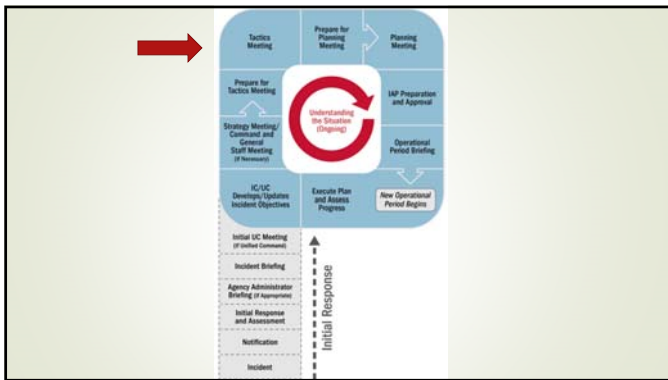 Tactics
Meeting
Prepare for
Planning
Meeting
Planning
Meeting
Prepare for
Tactics Meeting
Understanding
the Situation
(Ongoing)
IAP Preparation
and Approval
Strategy Meeting/
Command and
General
Staff Meeting
(If Necessary)
Operational
Period Briefing
IC/UC
Develops/Updates
Incident Objectives
Execute Plan
and Assess
Progress
New Operational
Period Begins
Initial UC Meeting
(If Unified Command)
Incident Briefing
Agency Administrator
Briefing (If Appropriate)
Initial Response
and Assessment
Notification
Incident
Initial Response